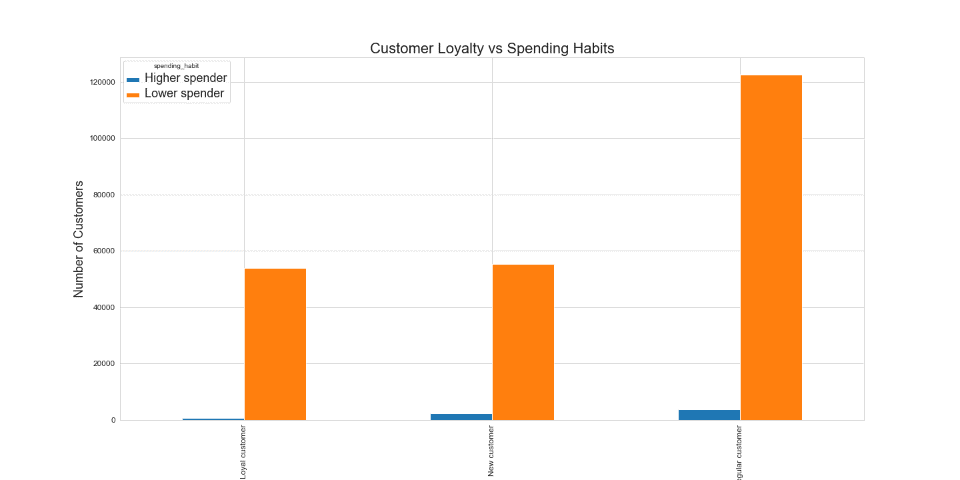 Customer Loyalty vs Spending Habits
spending_habit
Higher spender
Lower spender
Number of Customers
120000
100000
80000
60000
40000
20000
0
Loyal customer
New customer
egular customer